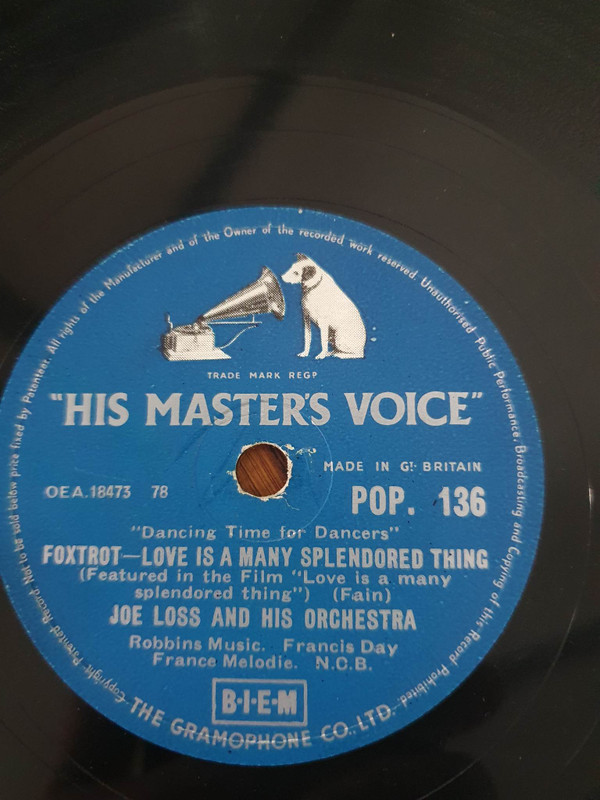 Copyright. Patented Record. Not to be sold below price fixed by Patentee. All rights of the Manufacturer and of the Owner of the recorded work reserved. Unauthorised Public Performance, Broadcasting and Copying of this Record Prohibited.
TRADE MARK REGD
"HIS MASTER'S VOICE"
MADE IN GT. BRITAIN
OEA.18473 78
POP. 136
"Dancing Time for Dancers"
FOXTROT—LOVE IS A MANY SPLENDORED THING
(Featured in the Film "Love is a many
splendored thing") (Fain)
JOE LOSS AND HIS ORCHESTRA
Robbins Music. Francis Day
France Melodie. N.C.B.
B·I·E·M
THE GRAMOPHONE CO. LTD.